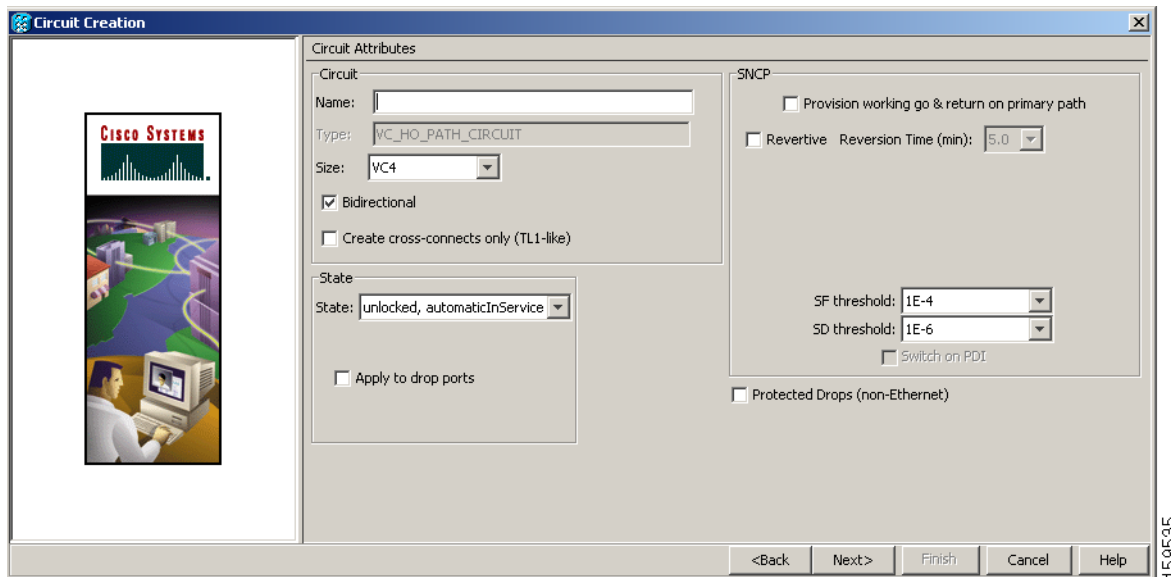 Circuit Creation
CISCO SYSTEMS
Circuit Attributes
Circuit
Name:
Type: VC_HO_PATH_CIRCUIT
Size: VC4
Bidirectional
Create cross-connects only (TL1-like)
State
State: unlocked, automaticInService
Apply to drop ports
SNCP
Provision working go & return on primary path
Revertive Reversion Time (min): 5.0
SF threshold: 1E-4
SD threshold: 1E-6
Switch on PDI
Protected Drops (non-Ethernet)
<Back Next> Finish Cancel Help
159535